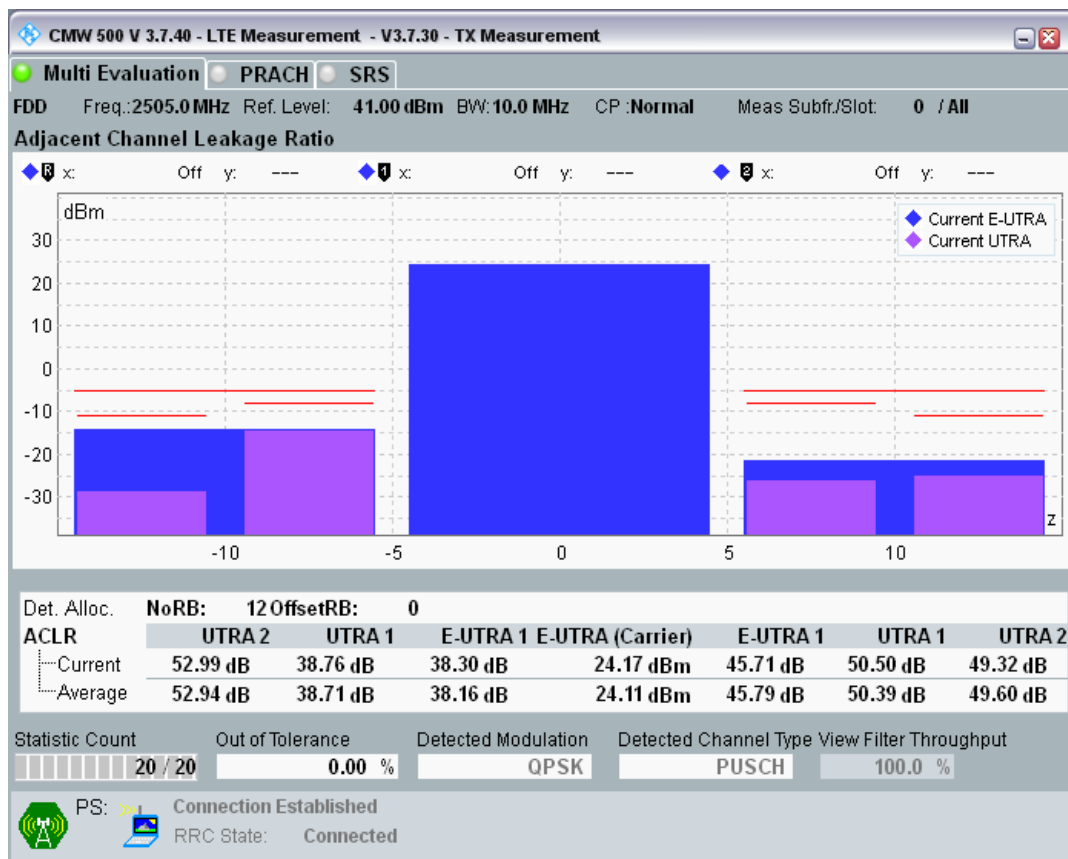 CMW 500 V 3.7.40 - LTE Measurement - V3.7.30 - TX Measurement
Multi Evaluation PRACH SRS
FDD Freq.:2505.0 MHz Ref. Level: 41.00 dBm BW:10.0 MHz CP :Normal Meas Subfr./Slot: 0 / All
Adjacent Channel Leakage Ratio
R x: Off y: --- 1 x: Off y: --- 2 x: Off y: ---
dBm
Current E-UTRA
Current UTRA
30
20
10
0
-10
-20
-30
z
-10 -5 0 5 10
Det. Alloc. NoRB: 12 OffsetRB: 0
ACLR UTRA 2 UTRA 1 E-UTRA 1 E-UTRA (Carrier) E-UTRA 1 UTRA 1 UTRA 2
Current 52.99 dB 38.76 dB 38.30 dB 24.17 dBm 45.71 dB 50.50 dB 49.32 dB
Average 52.94 dB 38.71 dB 38.16 dB 24.11 dBm 45.79 dB 50.39 dB 49.60 dB
Statistic Count Out of Tolerance Detected Modulation Detected Channel Type View Filter Throughput
20 / 20 0.00 % QPSK PUSCH 100.0 %
PS: Connection Established
RRC State: Connected